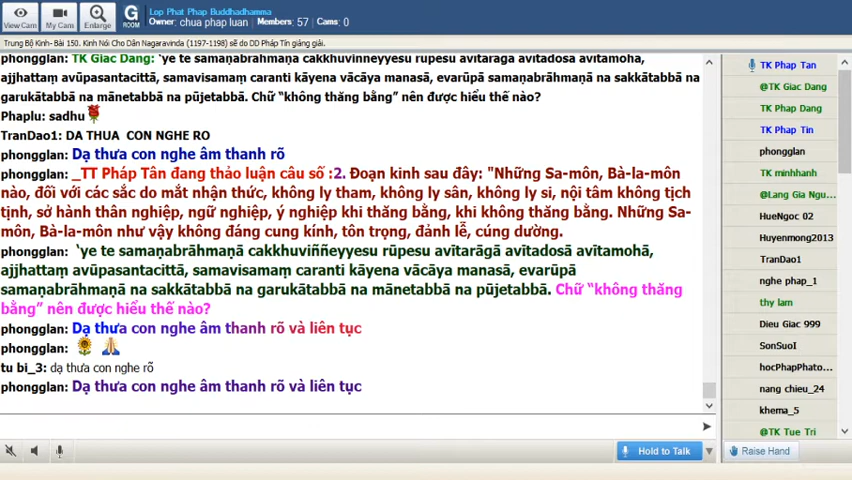 View Cam
My Cams
Enlarge
G
ROOM
Lop Phat Phap Buddhadhamma
Owner: chua phap luan Members: 57 Cams: 0
Trung Bộ Kinh- Bài 150. Kinh Nói Cho Dân Nagaravinda (1197-1198) sẽ do DD Pháp Tín giảng giải.
phongglan: TK Giac Dang: ‘ye te samaṇabrāhmaṇā cakkhuviññeyyesu rūpesu avītarāgā avītadosā avītamohā,
ajjhattaṃ avūpasantacittā, samavisamaṃ caranti kāyena vācāya manasā, evarūpā samaṇabrāhmaṇā na sakkātabbā na
garukātabbā na mānetabbā na pūjetabbā. Chữ “không thăng bằng” nên được hiểu thế nào?
Phaplu: sadhu
TranDao1: DA THUA CON NGHE RO
phongglan: Dạ thưa con nghe âm thanh rõ
phongglan: _TT Pháp Tân đang thảo luận câu số :2. Đoạn kinh sau đây: "Những Sa-môn, Bà-la-môn
nào, đối với các sắc do mắt nhận thức, không ly tham, không ly sân, không ly si, nội tâm không tịch
tịnh, sở hành thân nghiệp, ngữ nghiệp, ý nghiệp khi thăng bằng, khi không thăng bằng. Những Sa-
môn, Bà-la-môn như vậy không đáng cung kính, tôn trọng, đảnh lễ, cúng dường.
phongglan: ‘ye te samaṇabrāhmaṇā cakkhuviññeyyesu rūpesu avītarāgā avītadosā avītamohā,
ajjhattaṃ avūpasantacittā, samavisamaṃ caranti kāyena vācāya manasā, evarūpā
samaṇabrāhmaṇā na sakkātabbā na garukātabbā na mānetabbā na pūjetabbā. Chữ “không thăng
bằng” nên được hiểu thế nào?
phongglan: Dạ thưa con nghe âm thanh rõ và liên tục
phongglan:
tu bi_3: dạ thưa con nghe rõ
phongglan: Dạ thưa con nghe âm thanh rõ và liên tục
TK Phap Tan
@TK Giac Dang
TK Phap Dang
TK Phap Tin
phongglan
TK minhhanh
@Lang Gia Ngu...
HueNgoc 02
Huyenmong2013
TranDao1
nghe phap_1
thy lam
Dieu Giac 999
SonSuoI
hocPhapPhato...
nang chieu_24
khema_5
@TK Tue Tri
Hold to Talk
Raise Hand